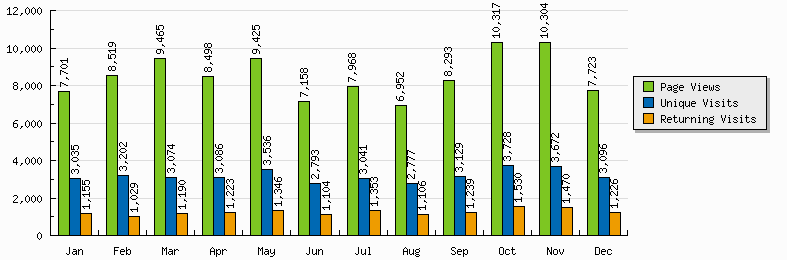 12,000
10,000
8,000
6,000
4,000
2,000
0
7,701 3,035 1,155
8,519 3,202 1,029
9,465 3,074 1,190
8,498 3,086 1,223
9,425 3,536 1,346
7,158 2,793 1,104
7,968 3,041 1,353
6,952 2,777 1,106
8,293 3,129 1,239
10,317 3,728 1,530
10,304 3,672 1,470
7,723 3,096 1,226
Jan Feb Mar Apr May Jun Jul Aug Sep Oct Nov Dec
Page Views
Unique Visits
Returning Visits